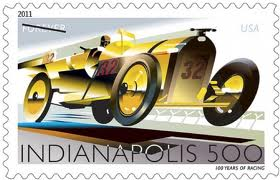 2011
FOREVER USA
32 32
INDIANAPOLIS 500
100 YEARS OF RACING